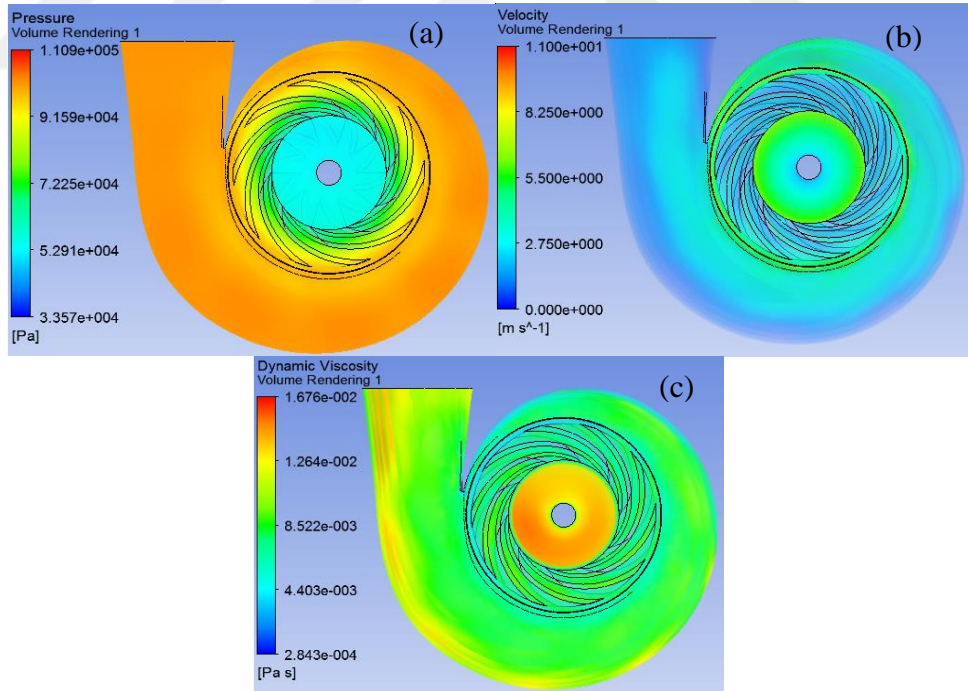 Pressure
Volume Rendering 1
(a)
1.109e+005
9.159e+004
7.225e+004
5.291e+004
3.357e+004
[Pa]
Velocity
Volume Rendering 1
(b)
1.100e+001
8.250e+000
5.500e+000
2.750e+000
0.000e+000
[m s^-1]
Dynamic Viscosity
Volume Rendering 1
(c)
1.676e-002
1.264e-002
8.522e-003
4.403e-003
2.843e-004
[Pa s]